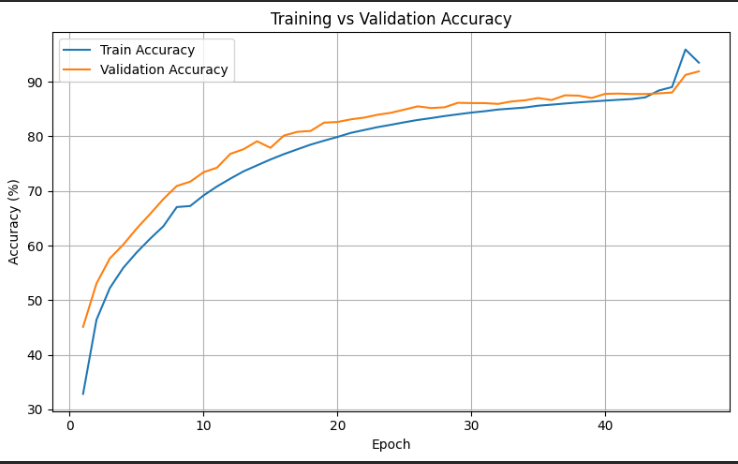 Training vs Validation Accuracy
Train Accuracy
Validation Accuracy
Accuracy (%)
90
80
70
60
50
40
30
0 10 20 30 40
Epoch